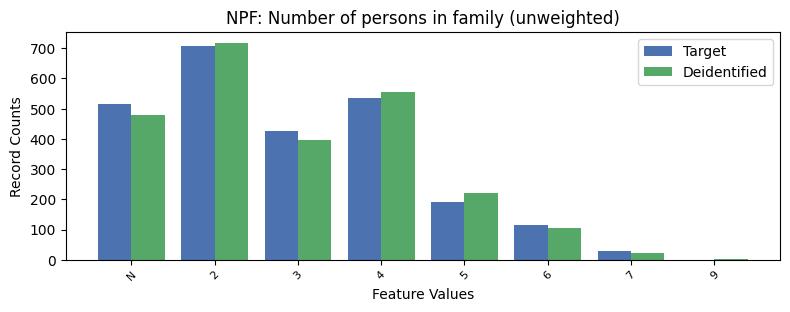 NPF: Number of persons in family (unweighted)
Target
Deidentified
Record Counts
700
600
500
400
300
200
100
0
N 2 3 4 5 6 7 9
Feature Values